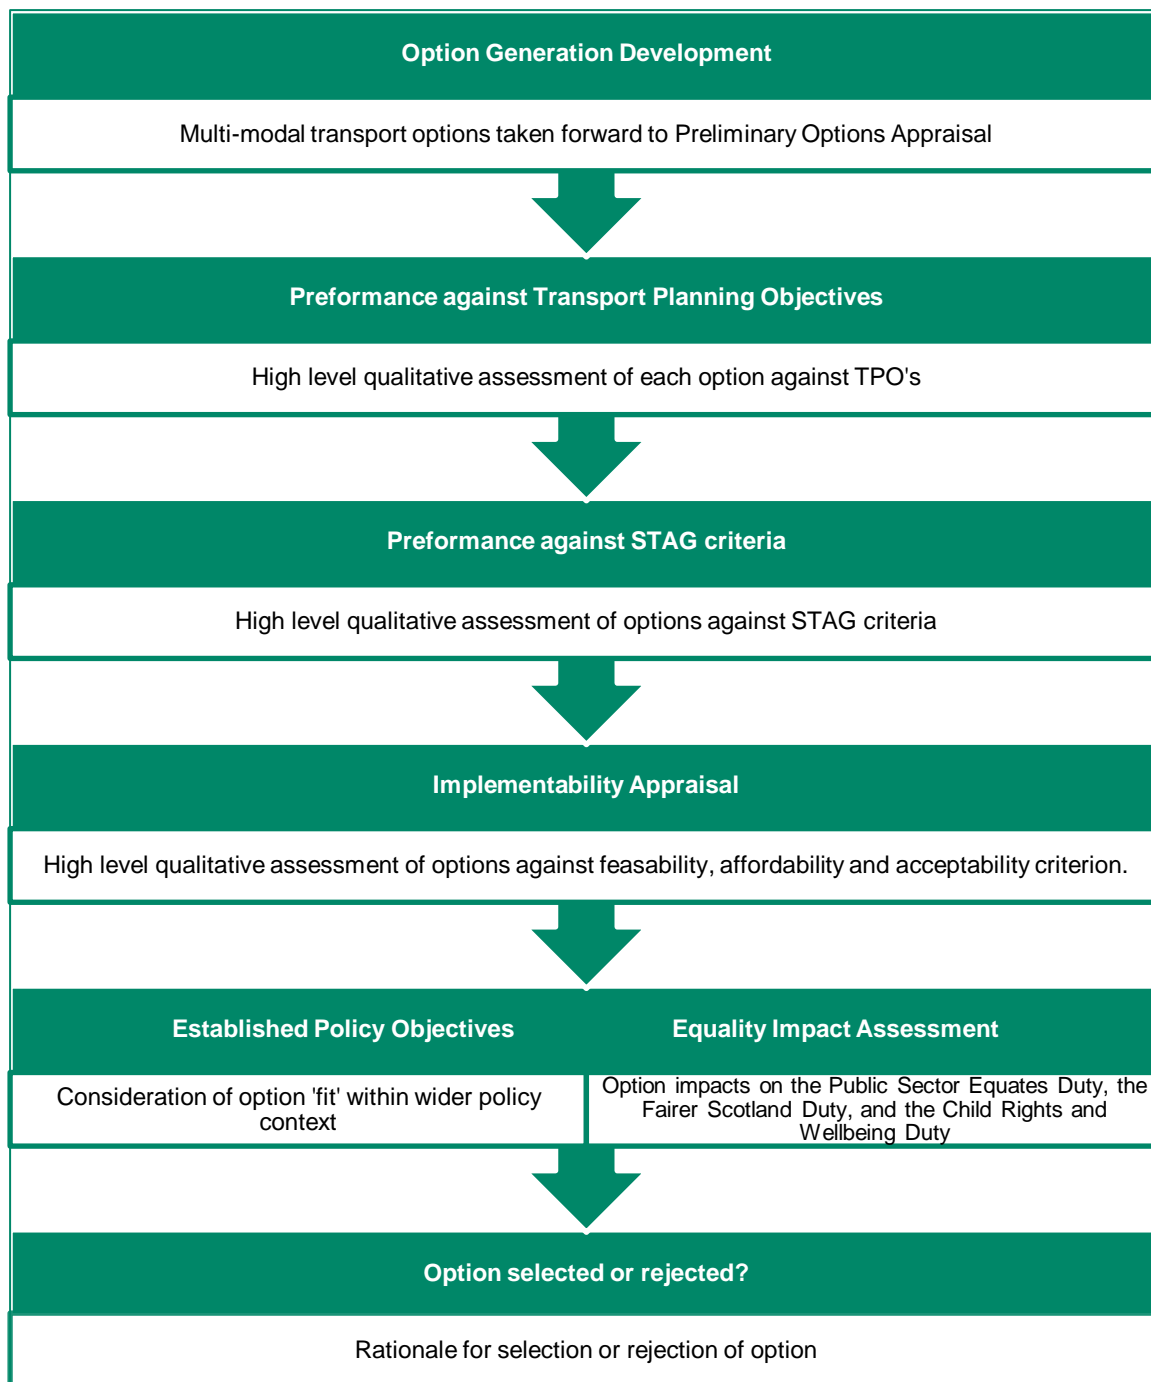 Option Generation Development
Multi-modal transport options taken forward to Preliminary Options Appraisal
Preformance against Transport Planning Objectives
High level qualitative assessment of each option against TPO's
Preformance against STAG criteria
High level qualitative assessment of options against STAG criteria
Implementability Appraisal
High level qualitative assessment of options against feasability, affordability and acceptability criterion.
Established Policy Objectives
Consideration of option 'fit' within wider policy
context
Equality Impact Assessment
Option impacts on the Public Sector Equates Duty, the
Fairer Scotland Duty, and the Child Rights and
Wellbeing Duty
Option selected or rejected?
Rationale for selection or rejection of option